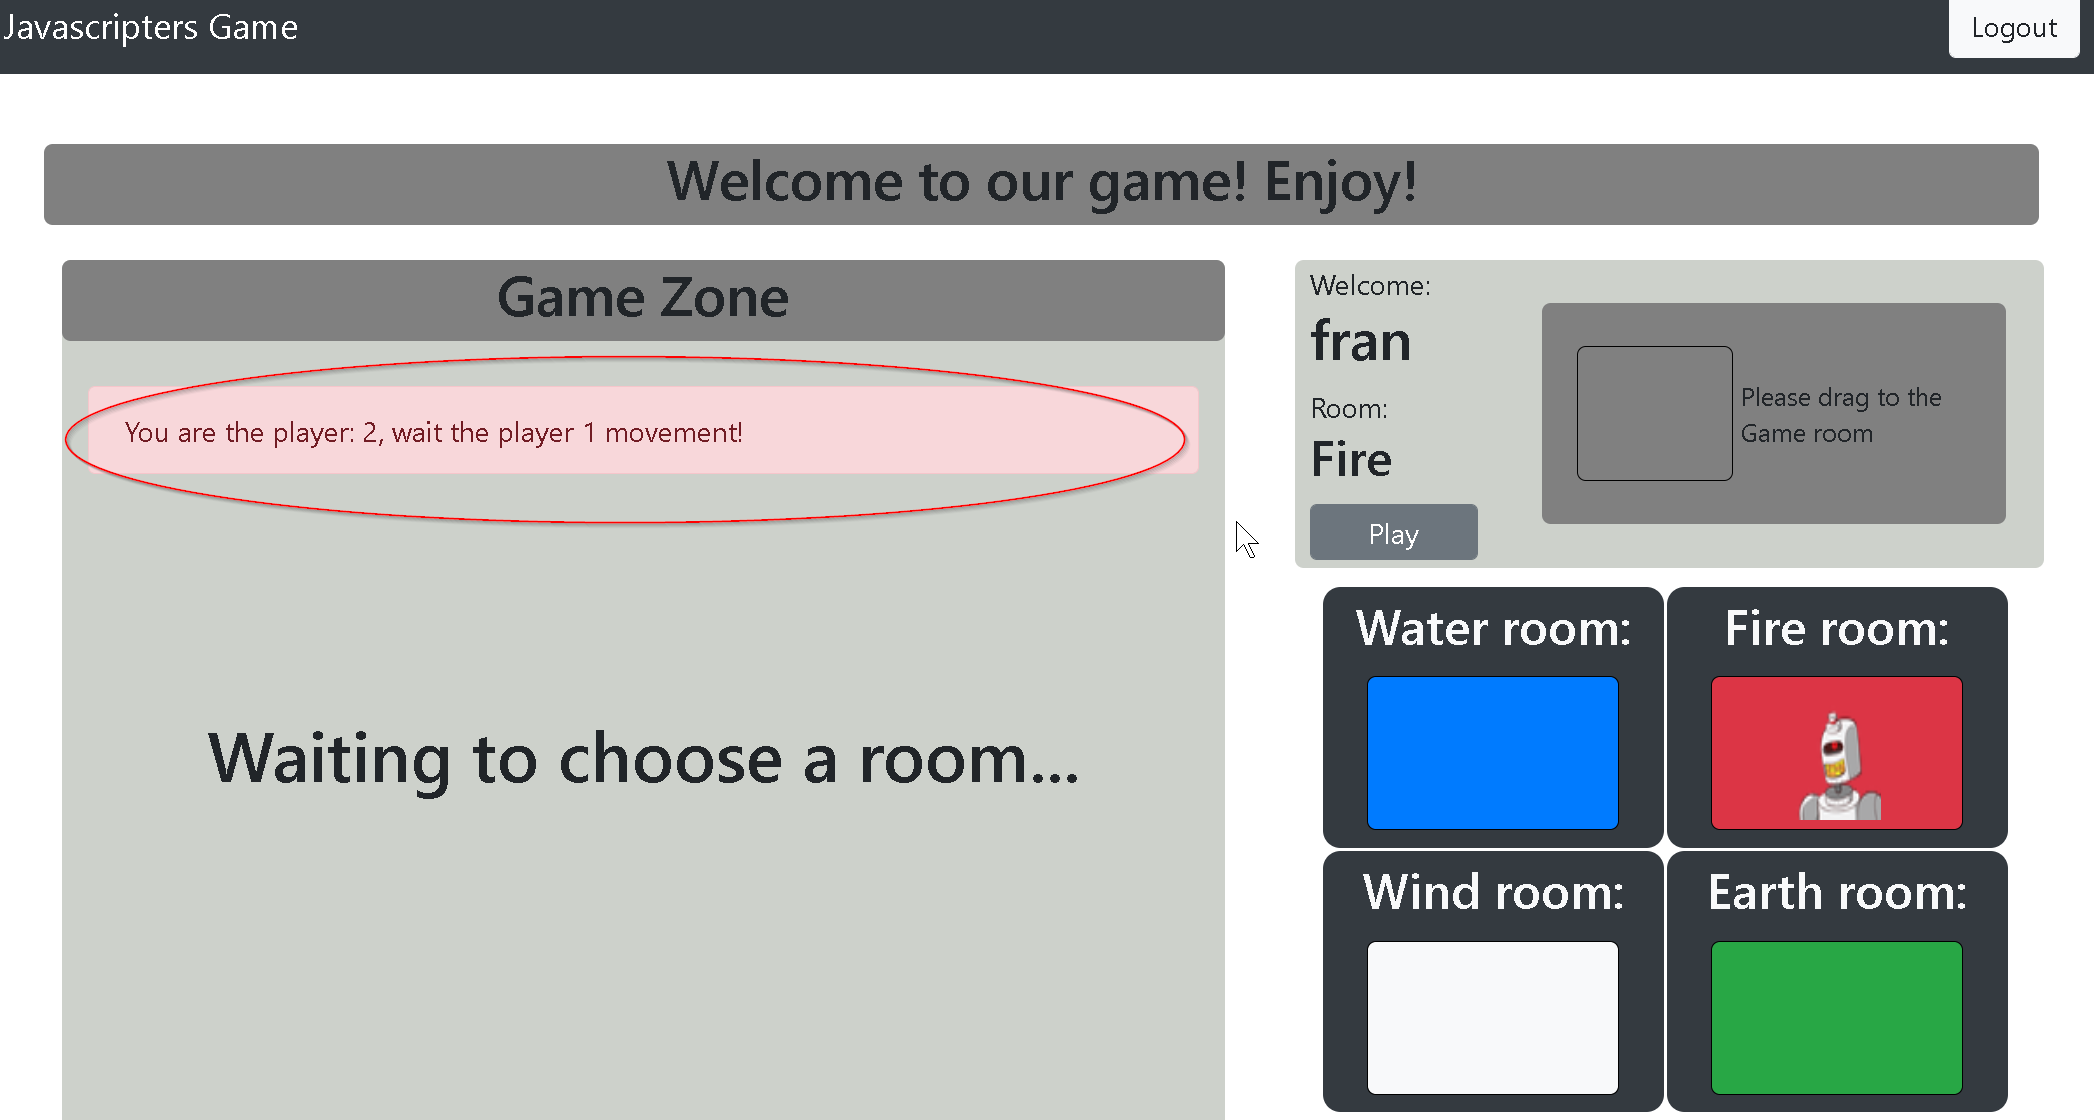 Javascripters Game
Logout
Welcome to our game! Enjoy!
Game Zone
You are the player: 2, wait the player 1 movement!
Waiting to choose a room...
Welcome:
fran
Room:
Fire
Play
Please drag to the
Game room
Water room:
Fire room:
Wind room:
Earth room: